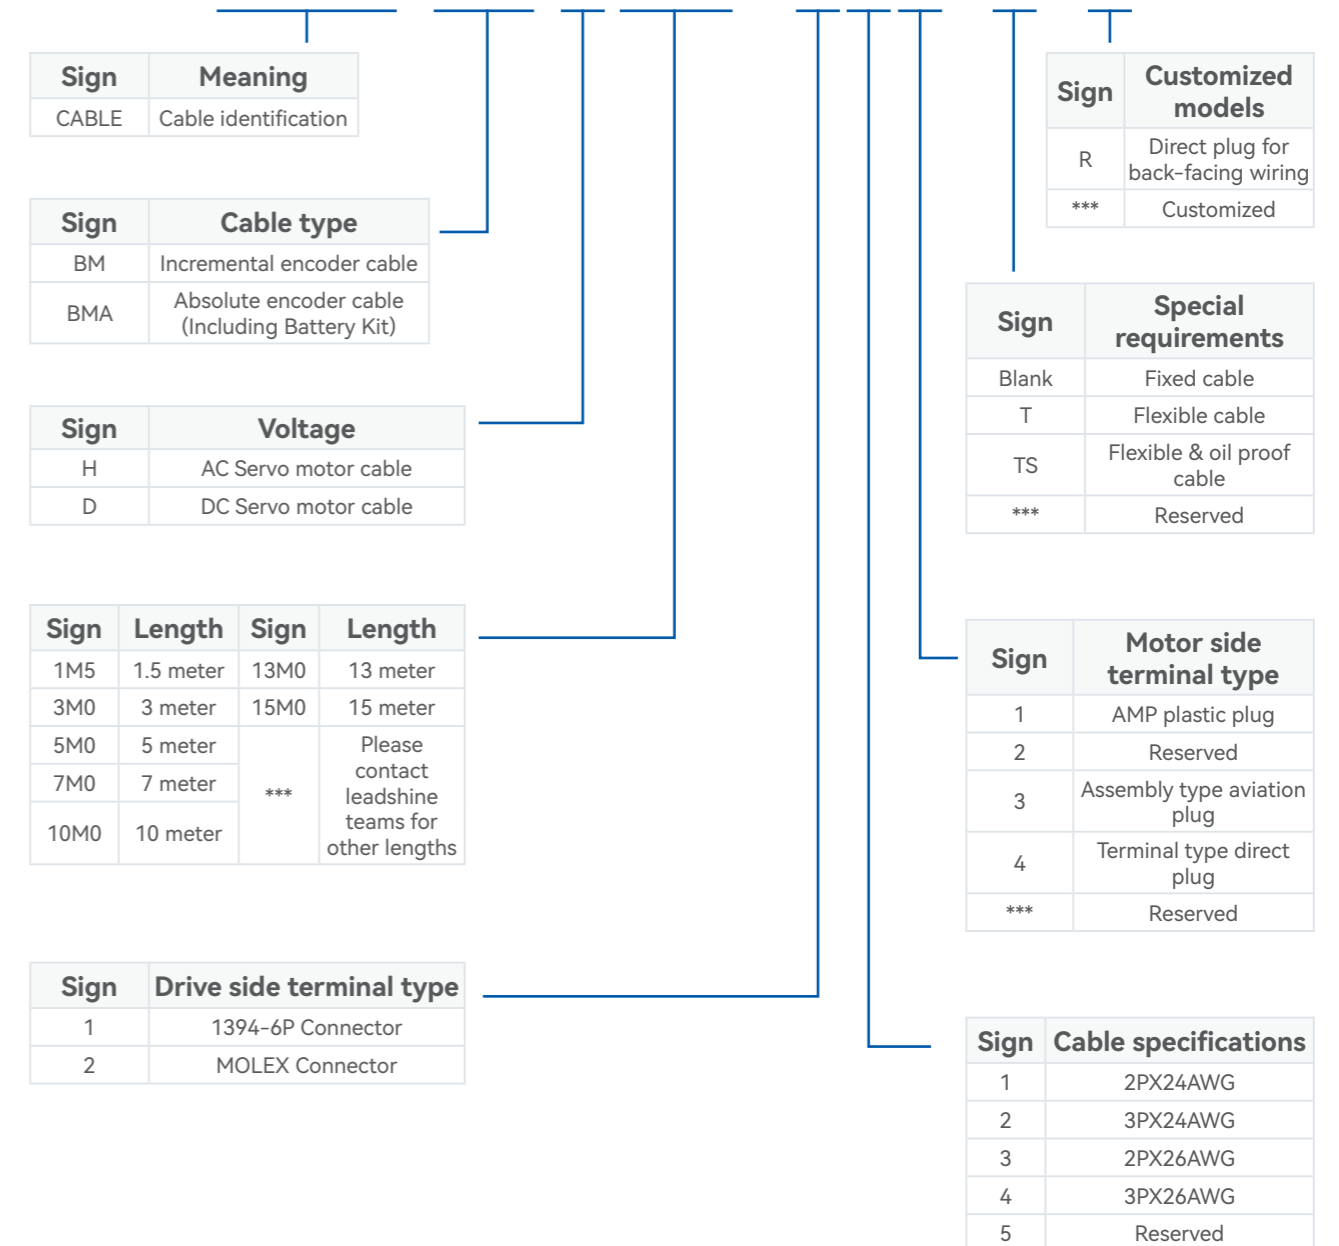 Sign Meaning
CABLE Cable identification
Sign Cable type
BM Incremental encoder cable
BMA Absolute encoder cable
(Including Battery Kit)
Sign Voltage
H AC Servo motor cable
D DC Servo motor cable
Sign Length Sign Length
1M5 1.5 meter 13M0 13 meter
3M0 3 meter 15M0 15 meter
5M0 5 meter
7M0 7 meter
10M0 10 meter
*** Please
contact
leadshine
teams for
other lengths
Sign Drive side terminal type
1 1394-6P Connector
2 MOLEX Connector
Sign Customized
models
R Direct plug for
back-facing wiring
*** Customized
Sign Special
requirements
Blank Fixed cable
T Flexible cable
TS Flexible & oil proof
cable
*** Reserved
Sign Motor side
terminal type
1 AMP plastic plug
2 Reserved
3 Assembly type aviation
plug
4 Terminal type direct
plug
*** Reserved
Sign Cable specifications
1 2PX24AWG
2 3PX24AWG
3 2PX26AWG
4 3PX26AWG
5 Reserved